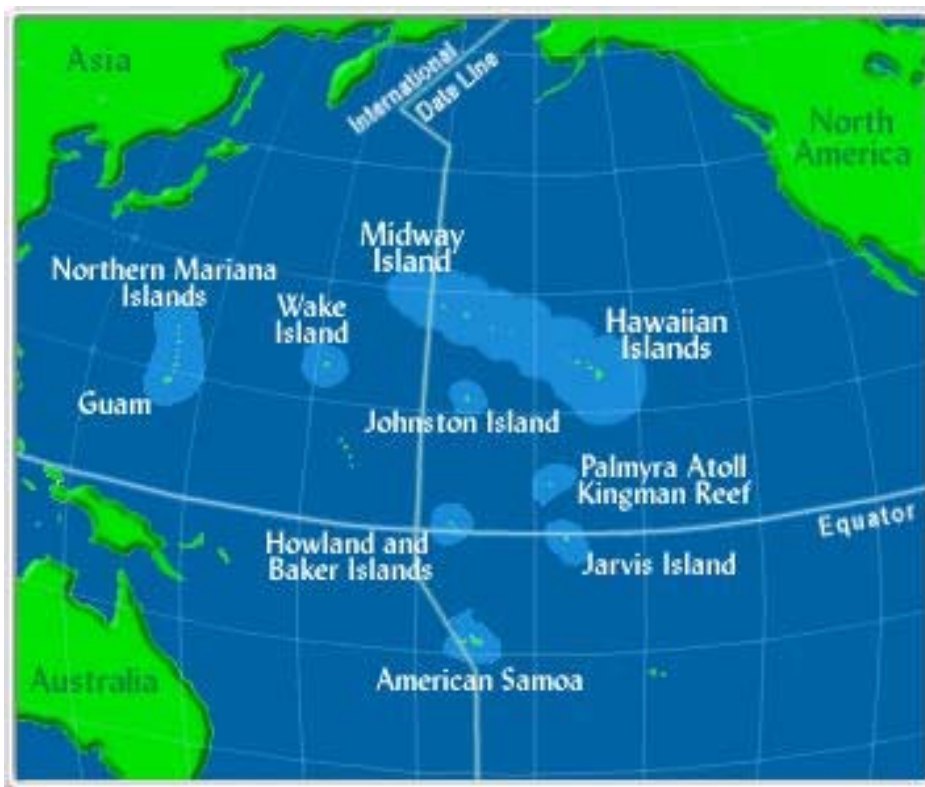 Asia
International
Date Line
North
America
Midway
Island
Northern Mariana
Islands
Wake
Island
Hawaiian
Islands
Guam
Johnston Island
Palmyra Atoll
Kingman Reef
Equator
Howland and
Baker Islands
Jarvis Island
Australia
American Samoa